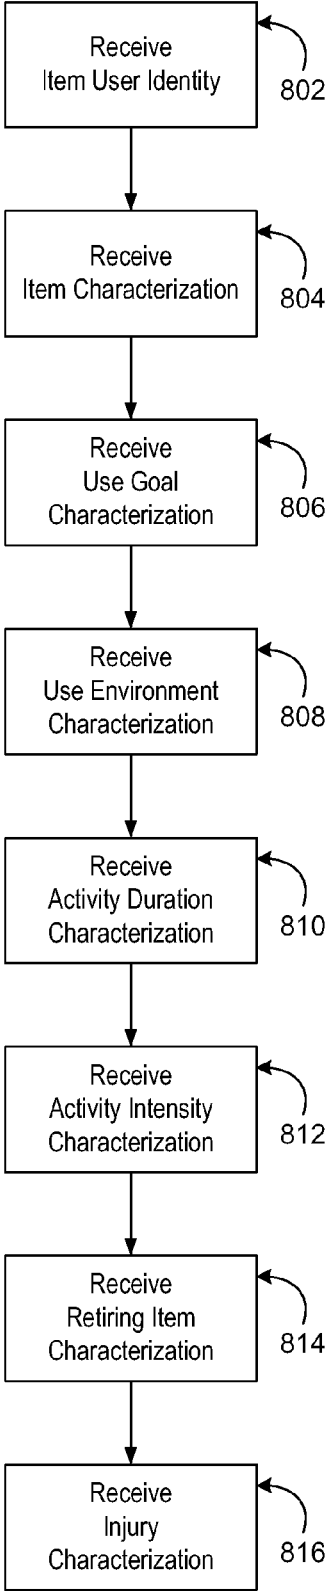 Receive
Item User Identity
802
Receive
Item Characterization
804
Receive
Use Goal
Characterization
806
Receive
Use Environment
Characterization
808
Receive
Activity Duration
Characterization
810
Receive
Activity Intensity
Characterization
812
Receive
Retiring Item
Characterization
814
Receive
Injury
Characterization
816